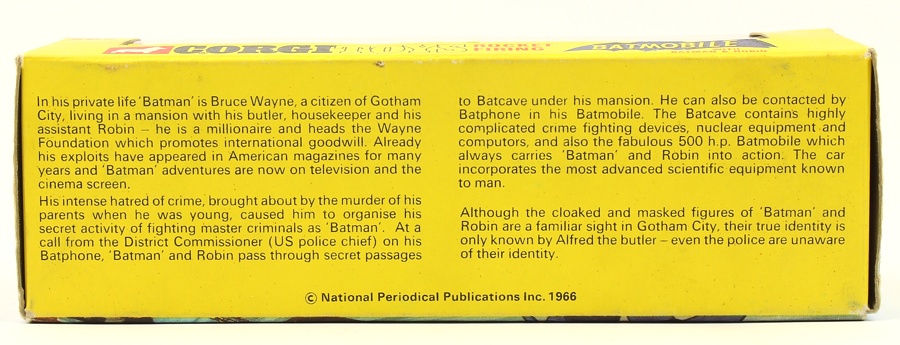 CORGI TOYS ROCKET
FIRING BATMOBILE
In his private life 'Batman' is Bruce Wayne, a citizen of Gotham
City, living in a mansion with his butler, housekeeper and his
assistant Robin – he is a millionaire and heads the Wayne
Foundation which promotes international goodwill. Already
his exploits have appeared in American magazines for many
years and 'Batman' adventures are now on television and the
cinema screen.
His intense hatred of crime, brought about by the murder of his
parents when he was young, caused him to organise his
secret activity of fighting master criminals as 'Batman'. At a
call from the District Commissioner (US police chief) on his
Batphone, 'Batman' and Robin pass through secret passages
to Batcave under his mansion. He can also be contacted by
Batphone in his Batmobile. The Batcave contains highly
complicated crime fighting devices, nuclear equipment and
computors, and also the fabulous 500 h.p. Batmobile which
always carries 'Batman' and Robin into action. The car
incorporates the most advanced scientific equipment known
to man.
Although the cloaked and masked figures of 'Batman' and
Robin are a familiar sight in Gotham City, their true identity is
only known by Alfred the butler – even the police are unaware
of their identity.
© National Periodical Publications Inc. 1966